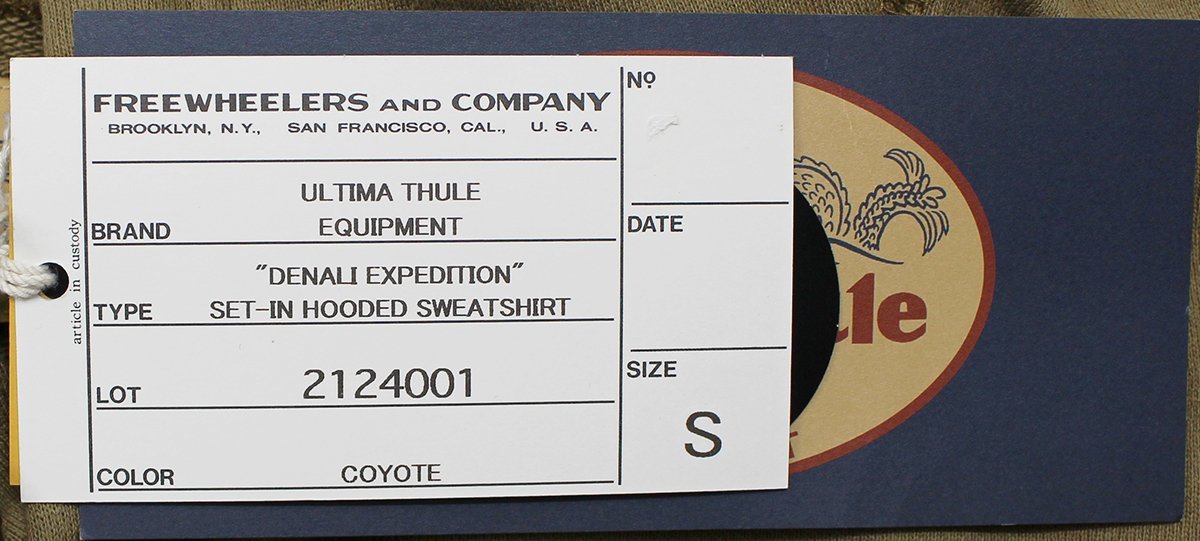 FREEWHEELERS AND COMPANY
BROOKLYN, N.Y., SAN FRANCISCO, CAL., U. S. A.
BRAND
ULTIMA THULE
EQUIPMENT
TYPE
"DENALI EXPEDITION"
SET-IN HOODED SWEATSHIRT
LOT
2124001
COLOR
COYOTE
Nº
DATE
SIZE
S
article in custody